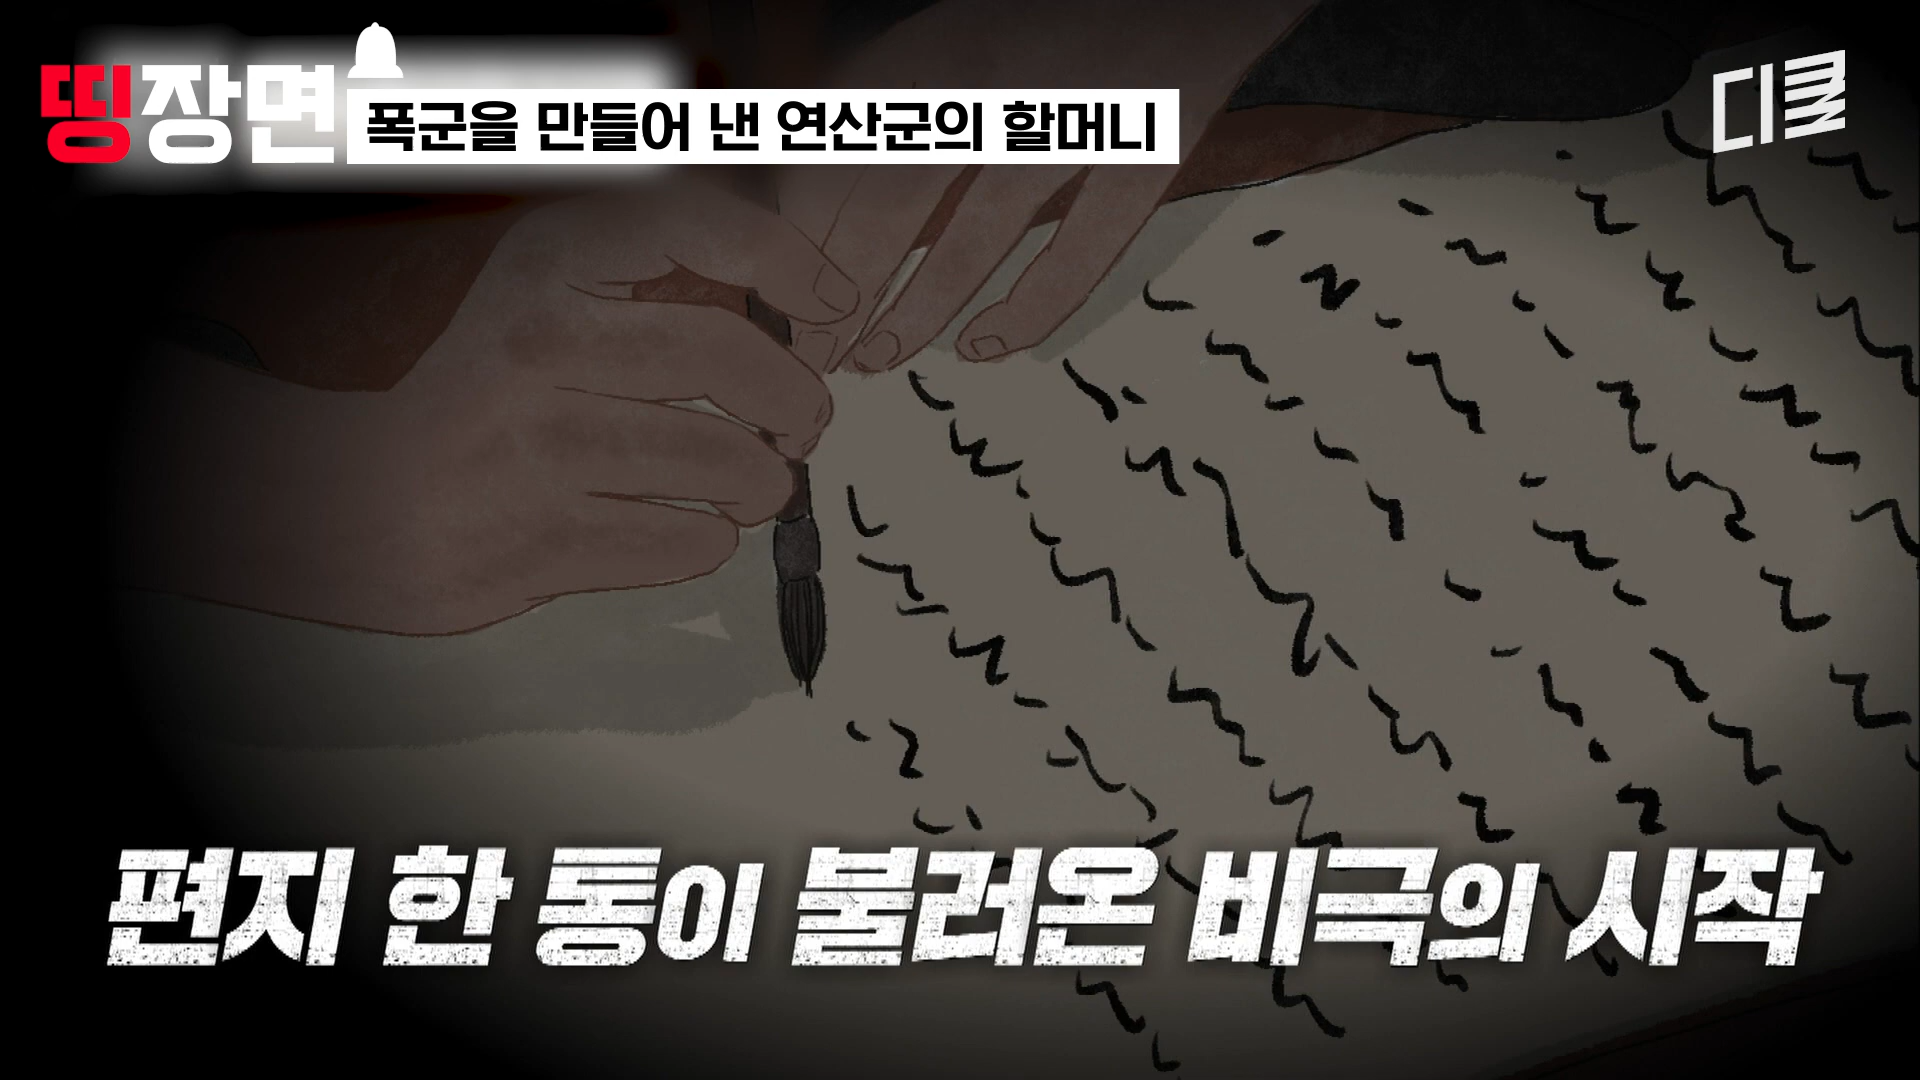 띵장면
폭군을 만들어 낸 연산군의 할머니
디클
편지 한 통이 불러온 비극의 시작